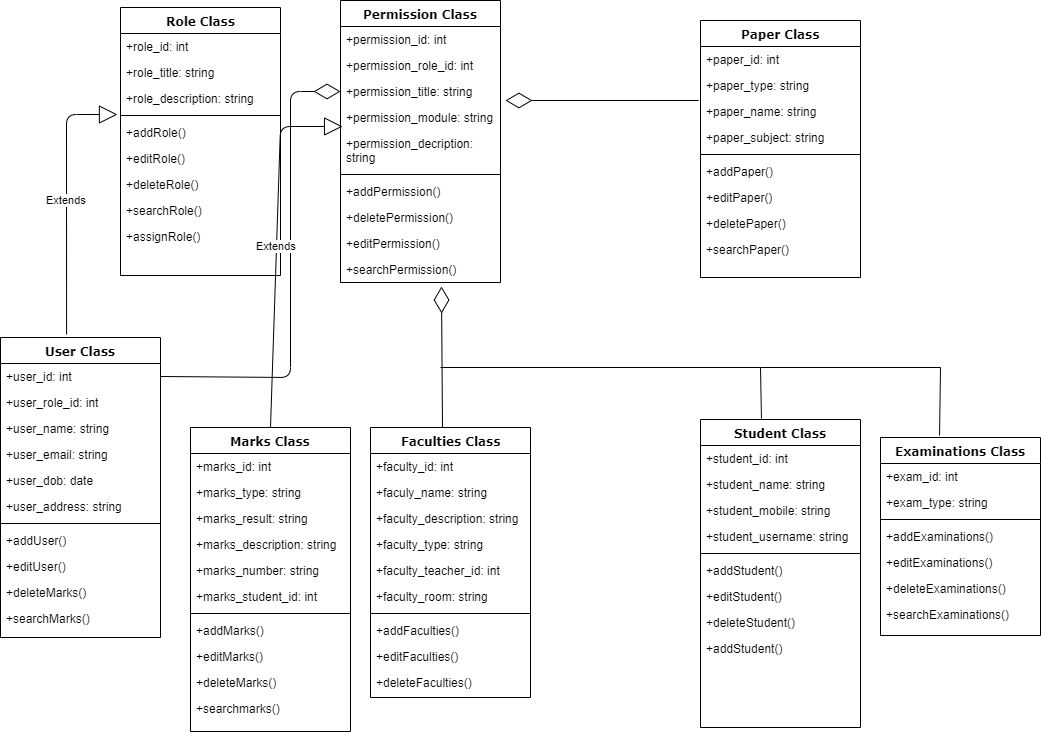 Role Class
+role_id: int
+role_title: string
+role_description: string
+addRole()
+editRole()
+deleteRole()
+searchRole()
+assignRole()
Permission Class
+permission_id: int
+permission_role_id: int
+permission_title: string
+permission_module: string
+permission_decription:
string
+addPermission()
+deletePermission()
+editPermission()
+searchPermission()
Paper Class
+paper_id: int
+paper_type: string
+paper_name: string
+paper_subject: string
+addPaper()
+editPaper()
+deletePaper()
+searchPaper()
Extends
Extends
User Class
+user_id: int
+user_role_id: int
+user_name: string
+user_email: string
+user_dob: date
+user_address: string
+addUser()
+editUser()
+deleteMarks()
+searchMarks()
Marks Class
+marks_id: int
+marks_type: string
+marks_result: string
+marks_description: string
+marks_number: string
+marks_student_id: int
+addMarks()
+editMarks()
+deleteMarks()
+searchmarks()
Faculties Class
+faculty_id: int
+faculy_name: string
+faculty_description: string
+faculty_type: string
+faculty_teacher_id: int
+faculty_room: string
+addFaculties()
+editFaculties()
+deleteFaculties()
Student Class
+student_id: int
+student_name: string
+student_mobile: string
+student_username: string
+addStudent()
+editStudent()
+deleteStudent()
+addStudent()
Examinations Class
+exam_id: int
+exam_type: string
+addExaminations()
+editExaminations()
+deleteExaminations()
+searchExaminations()